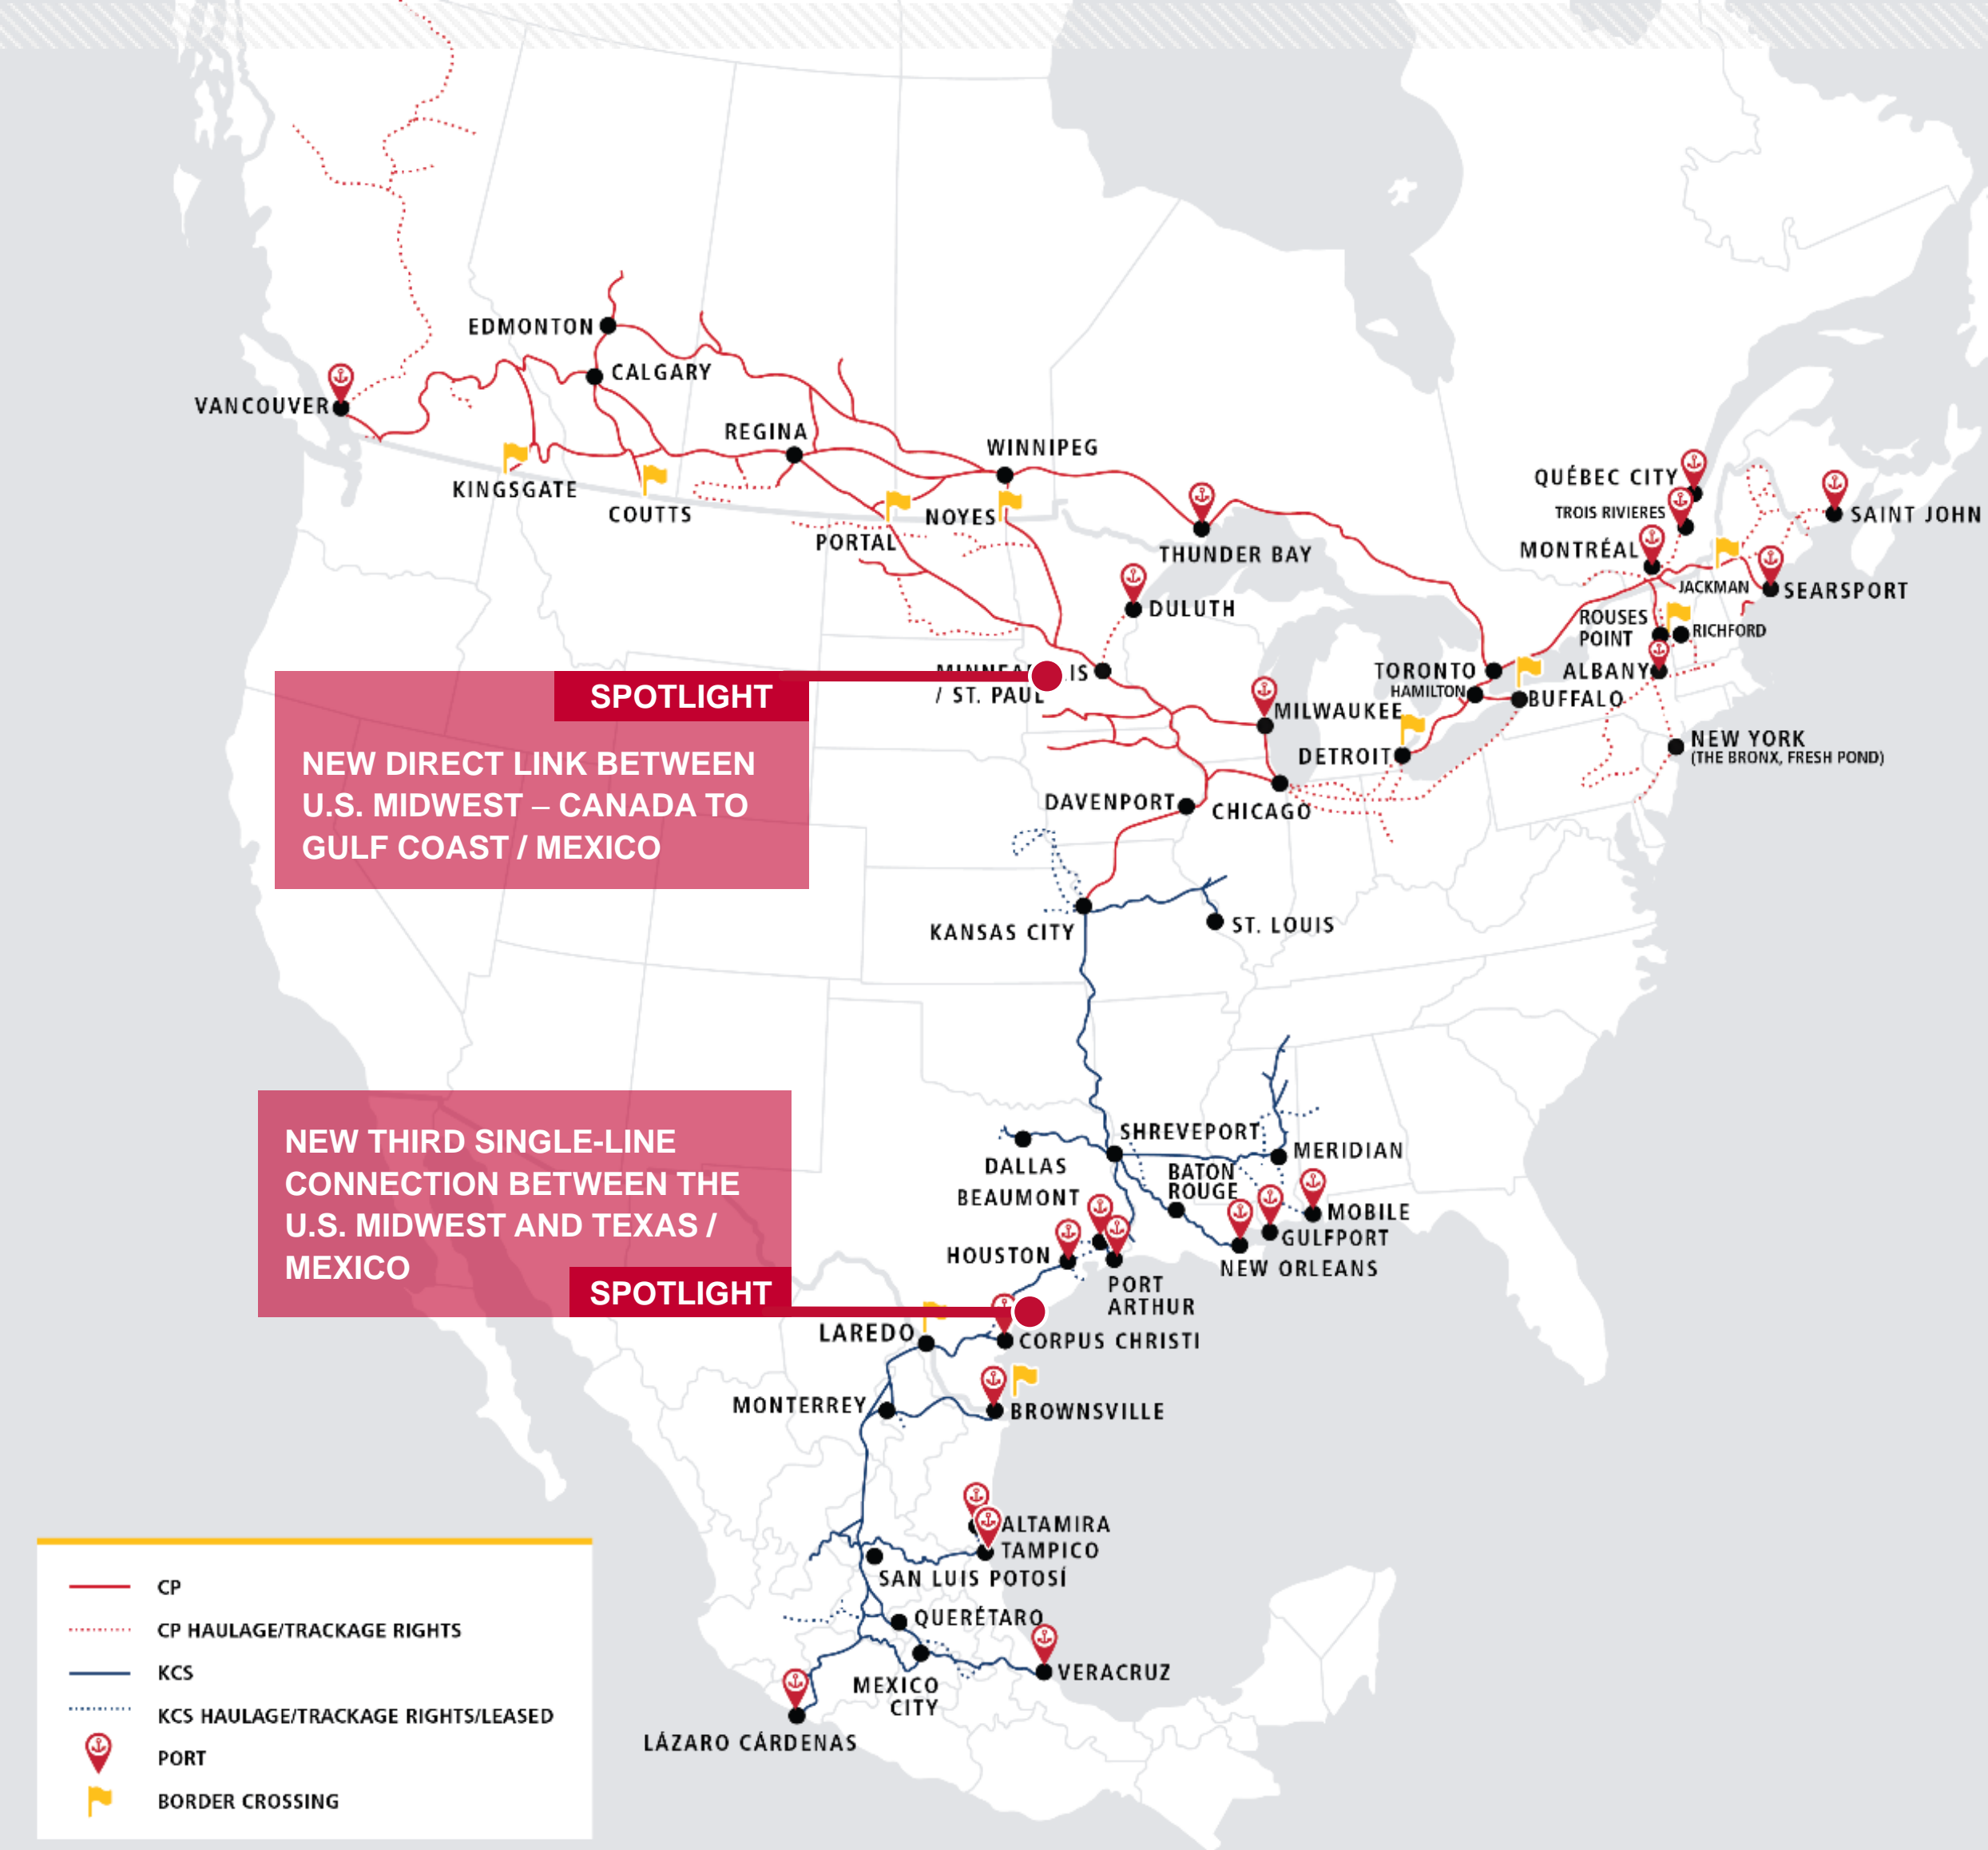 EDMONTON
CALGARY
VANCOUVER
REGINA
WINNIPEG
KINGSGATE
COUTTS
PORTAL
NOYES
THUNDER BAY
DULUTH
QUÉBEC CITY
TROIS RIVIERES
MONTRÉAL
SAINT JOHN
JACKMAN
SEARSPORT
ROUSES
POINT
RICHFORD
TORONTO
HAMILTON
ALBANY
BUFFALO
/ ST. PAUL
MILWAUKEE
DETROIT
NEW YORK
(THE BRONX, FRESH POND)
DAVENPORT
CHICAGO
SPOTLIGHT
NEW DIRECT LINK BETWEEN
U.S. MIDWEST – CANADA TO
GULF COAST / MEXICO
KANSAS CITY
ST. LOUIS
NEW THIRD SINGLE-LINE
CONNECTION BETWEEN THE
U.S. MIDWEST AND TEXAS /
MEXICO
SPOTLIGHT
SHREVEPORT
DALLAS
MERIDIAN
BATON
ROUGE
BEAUMONT
MOBILE
GULFPORT
HOUSTON
NEW ORLEANS
PORT
ARTHUR
LAREDO
CORPUS CHRISTI
MONTERREY
BROWNSVILLE
ALTAMIRA
TAMPICO
SAN LUIS POTOSÍ
QUERÉTARO
VERACRUZ
MEXICO
CITY
LÁZARO CÁRDENAS
CP
CP HAULAGE/TRACKAGE RIGHTS
KCS
KCS HAULAGE/TRACKAGE RIGHTS/LEASED
PORT
BORDER CROSSING